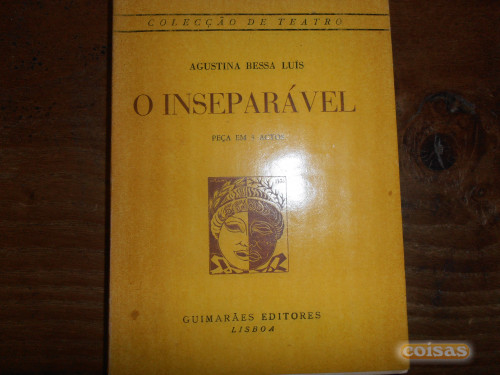 COLECÇÃO DE TEATRO
AGUSTINA BESSA LUÍS
O INSEPARÁVEL
PEÇA EM
GUIMARÃES EDITORES
LISBOA
coisas